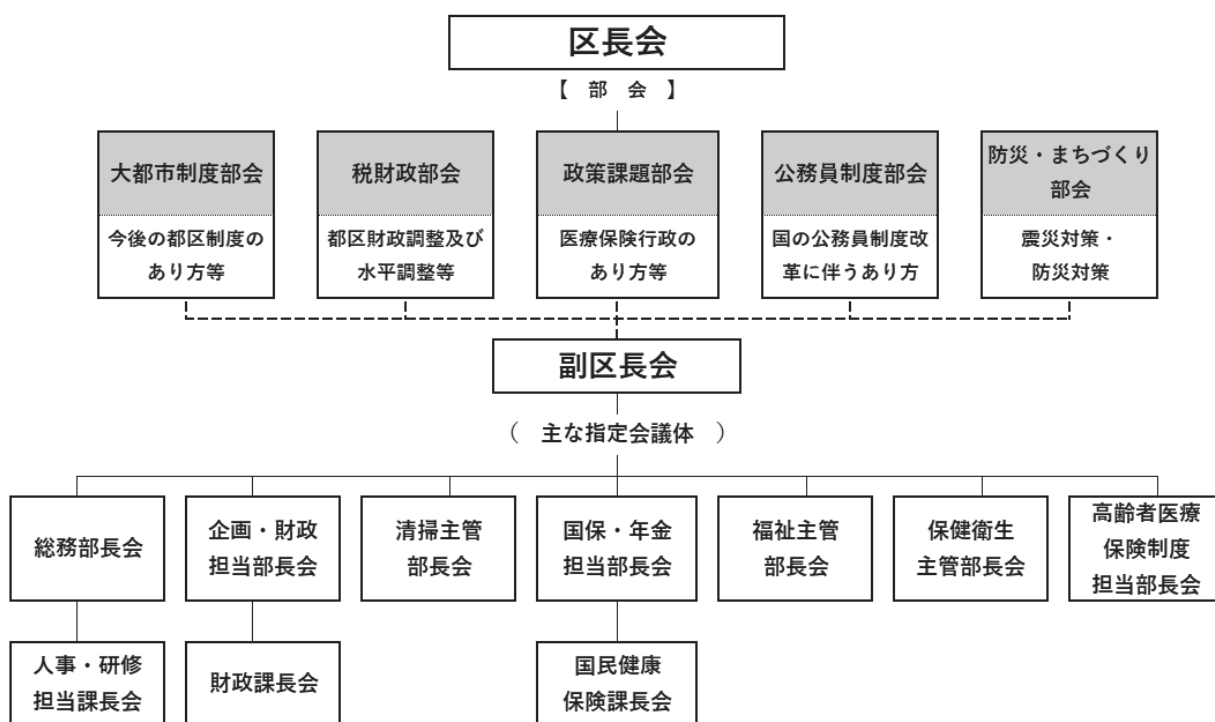 区長会
【 部 会 】
大都市制度部会
今後の都区制度の
あり方等
税財政部会
都区財政調整及び
水平調整等
政策課題部会
医療保険行政の
あり方等
公務員制度部会
国の公務員制度改
革に伴うあり方
防災・まちづくり
部会
震災対策・
防災対策
副区長会
( 主な指定会議体 )
総務部長会
企画・財政
担当部長会
清掃主管
部長会
国保・年金
担当部長会
福祉主管
部長会
保健衛生
主管部長会
高齢者医療
保険制度
担当部長会
人事・研修
担当課長会
財政課長会
国民健康
保険課長会